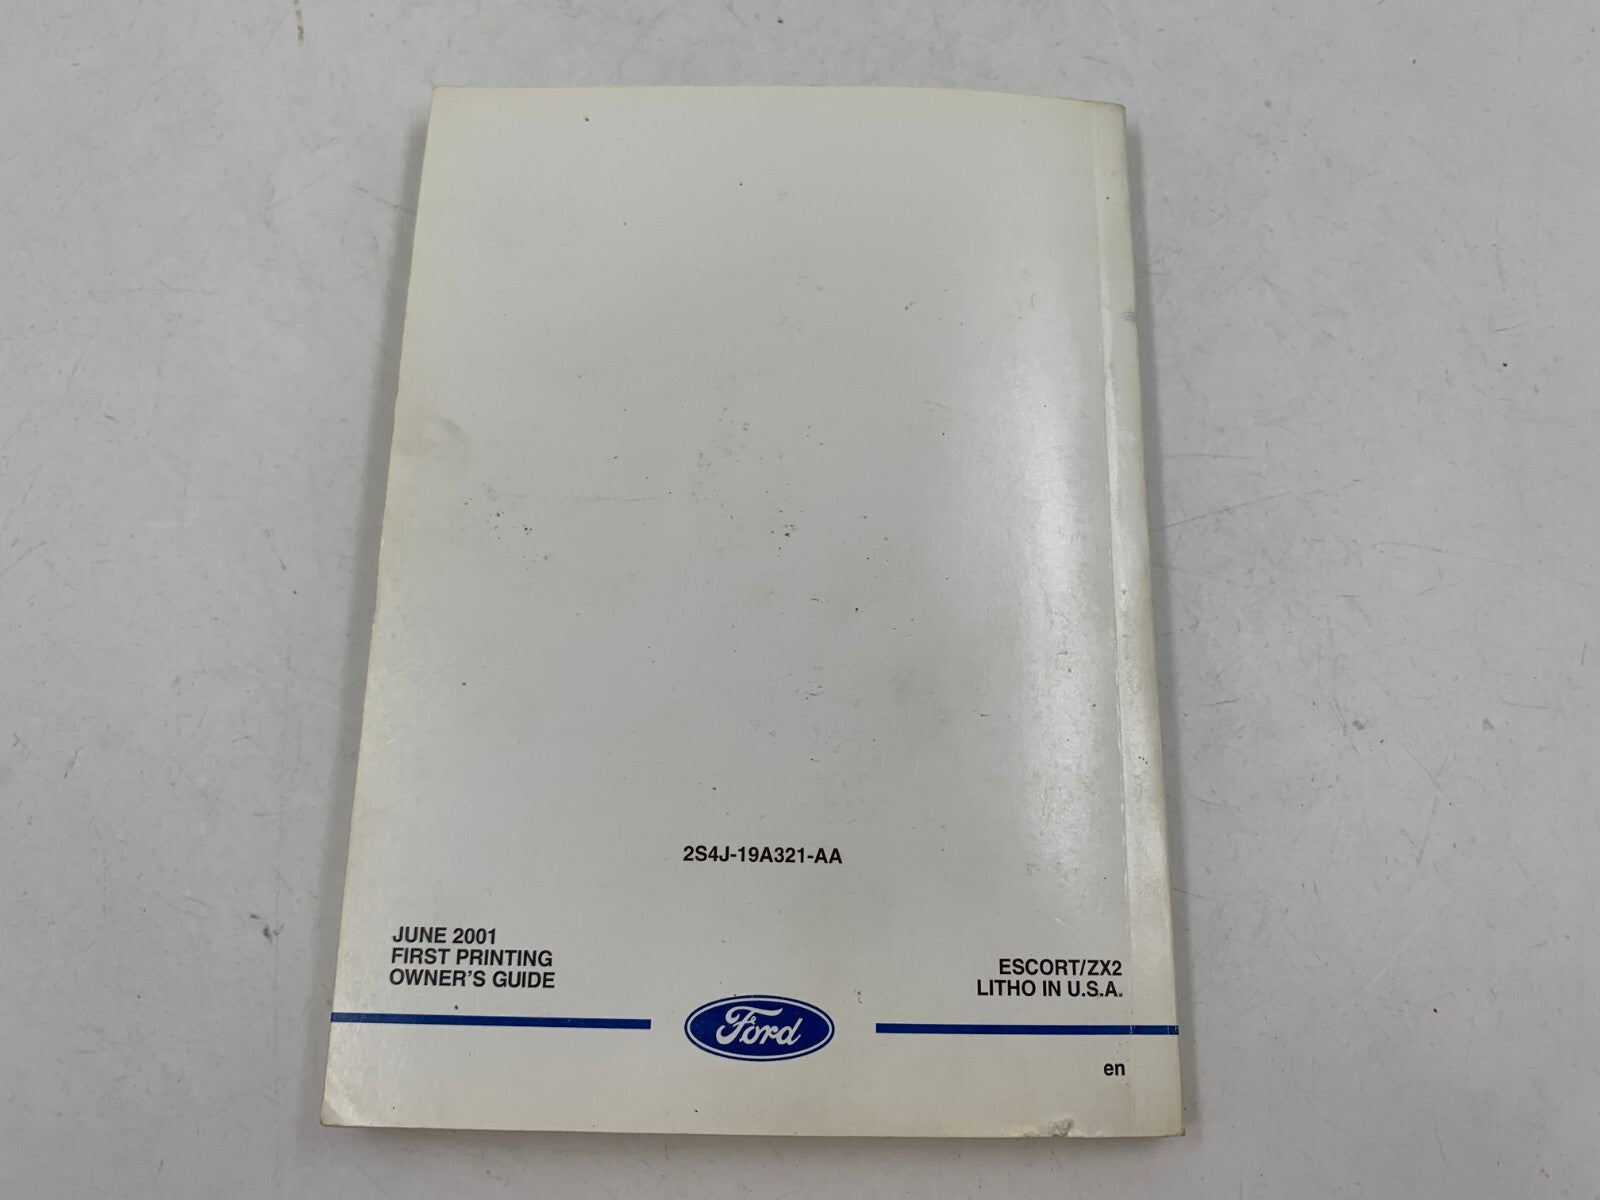 2S4J-19A321-AA
JUNE 2001
FIRST PRINTING
OWNER'S GUIDE
ESCORT/ZX2
LITHO IN U.S.A.
Ford
en